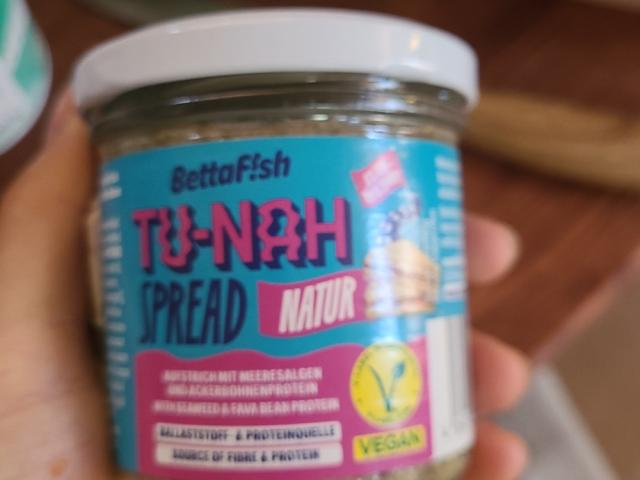 BettaF!sh
TU-NAH
SPREAD
NATUR
AUFSTRICH MIT MEERESALGEN
UND ACKERBOHNENPROTEIN
WITH SEAWEED & FAVA BEAN PROTEIN
BALLASTSTOFF- & PROTEINQUELLE
SOURCE OF FIBRE & PROTEIN
VEGAN